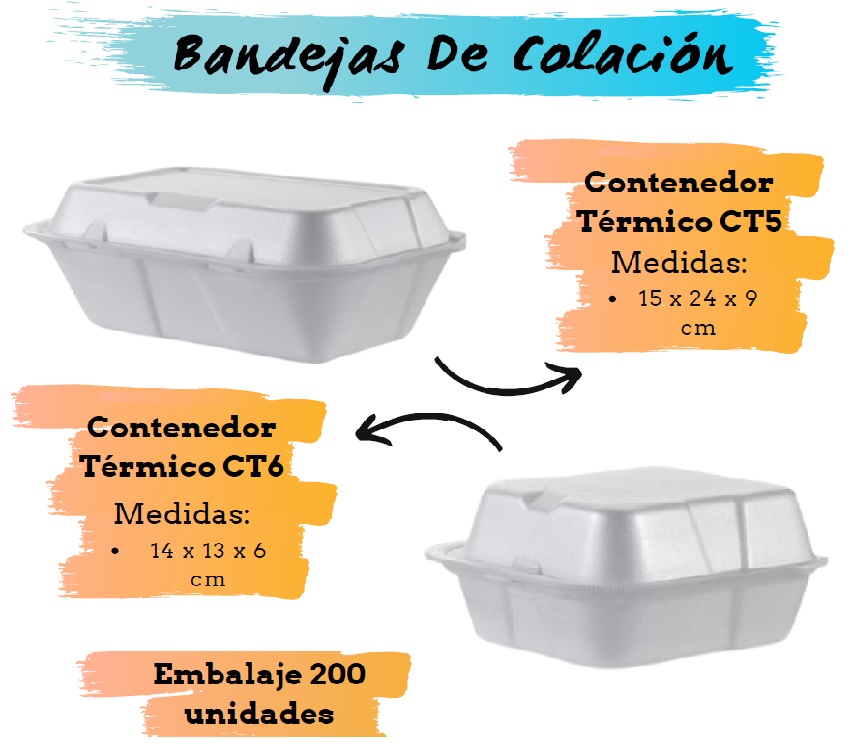 Bandejas De Colación
Contenedor
Térmico CT5
Medidas:
• 15 x 24 x 9
cm
Contenedor
Térmico CT6
Medidas:
• 14 x 13 x 6
cm
Embalaje 200
unidades